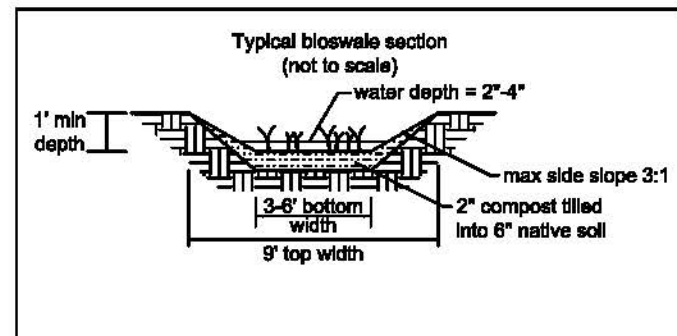 Typical bioswale section
(not to scale)
water depth = 2"-4"
1' min
depth
max side slope 3:1
3-6' bottom
width
2" compost tilled
into 6" native soil
9' top width